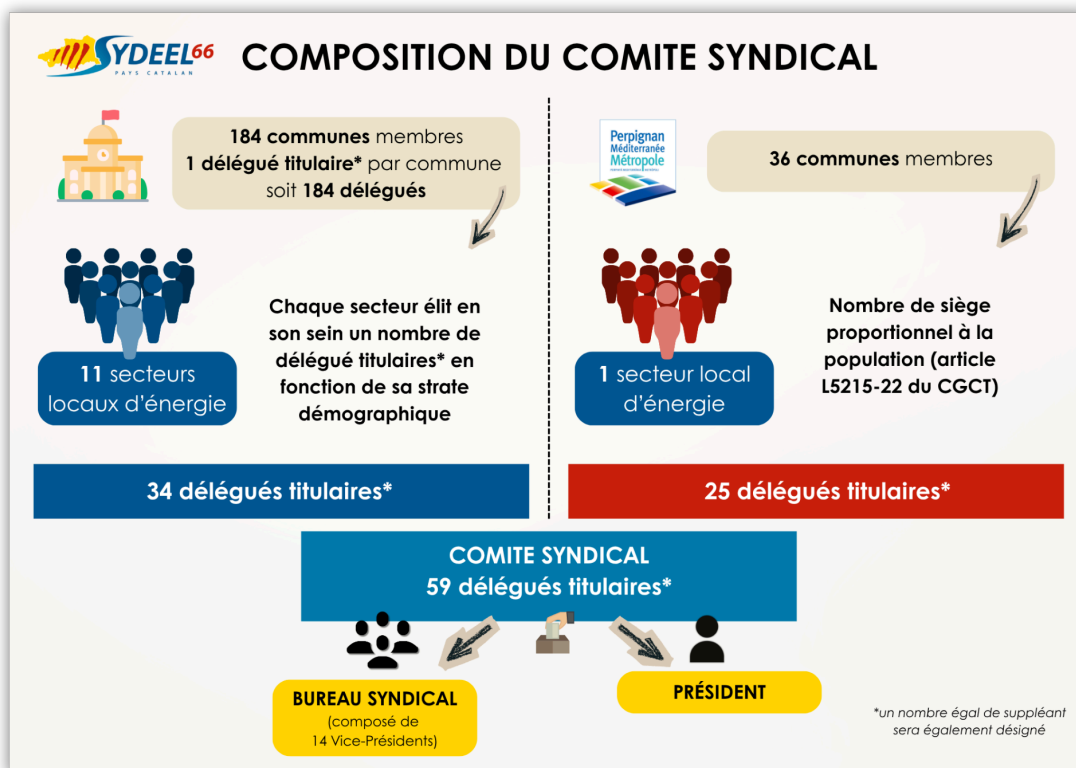 SYDEEL66
PAYS CATALAN
COMPOSITION DU COMITE SYNDICAL
184 communes membres
1 délégué titulaire* par commune
soit 184 délégués
11 secteurs
locaux d'énergie
Chaque secteur élit en
son sein un nombre de
délégué titulaires* en
fonction de sa strate
démographique
34 délégués titulaires*
Perpignan
Méditerranée
Métropole
36 communes membres
1 secteur local
d'énergie
Nombre de siège
proportionnel à la
population (article
L5215-22 du CGCT)
25 délégués titulaires*
COMITE SYNDICAL
59 délégués titulaires*
BUREAU SYNDICAL
(composé de
14 Vice-Présidents)
PRÉSIDENT
*un nombre égal de suppléant
sera également désigné